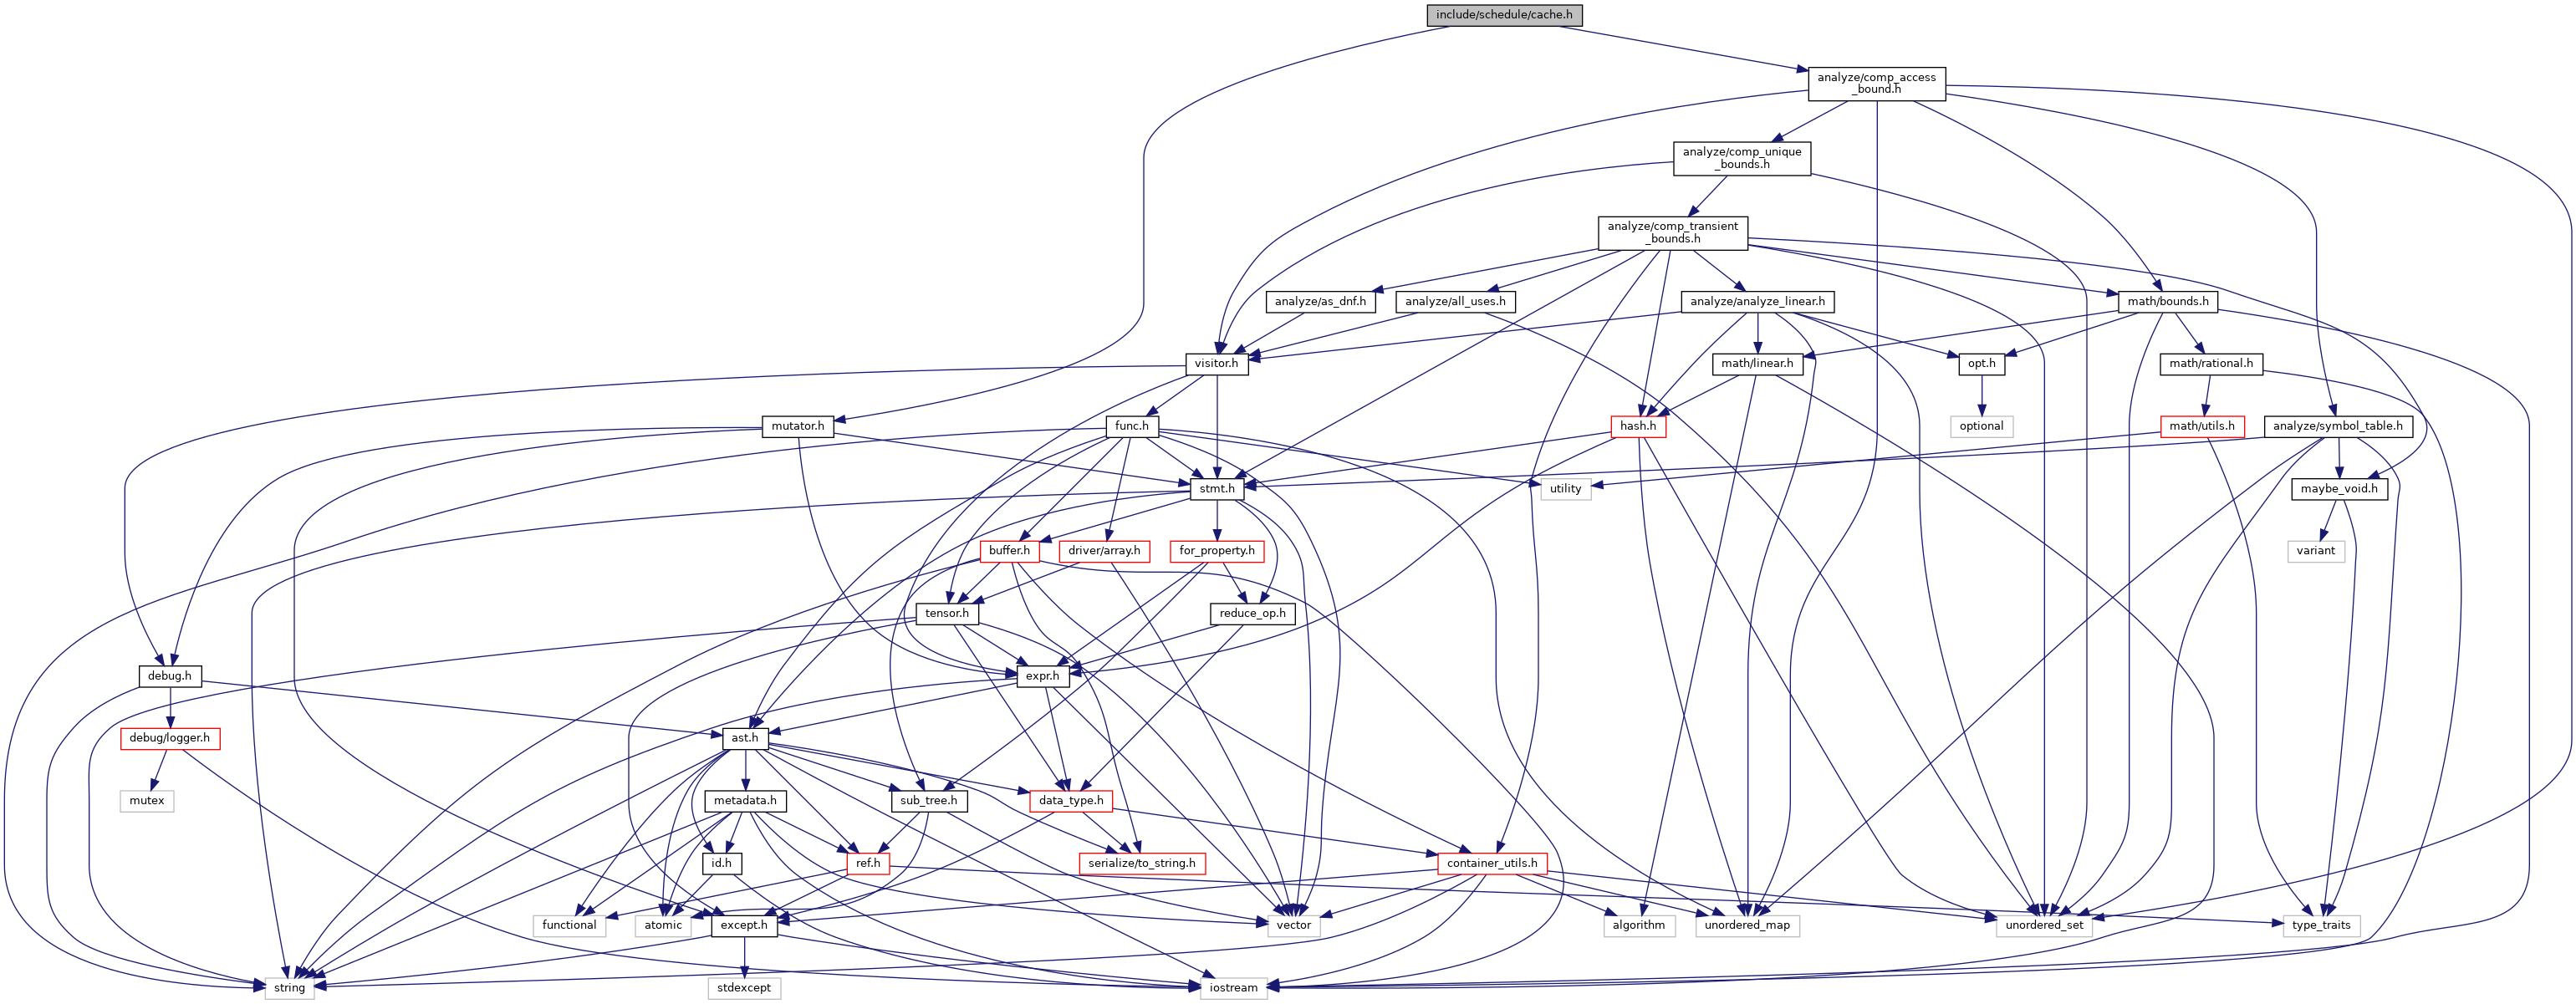 include/schedule/cache.h
analyze/comp_access
_bound.h
analyze/comp_unique
_bounds.h
analyze/comp_transient
_bounds.h
analyze/as_dnf.h
analyze/all_uses.h
analyze/analyze_linear.h
math/bounds.h
visitor.h
math/linear.h
opt.h
math/rational.h
mutator.h
func.h
hash.h
optional
math/utils.h
analyze/symbol_table.h
stmt.h
utility
maybe_void.h
buffer.h
driver/array.h
for_property.h
variant
tensor.h
reduce_op.h
debug.h
expr.h
debug/logger.h
ast.h
mutex
metadata.h
sub_tree.h
data_type.h
id.h
ref.h
serialize/to_string.h
container_utils.h
functional
atomic
except.h
vector
algorithm
unordered_map
unordered_set
type_traits
string
stdexcept
iostream